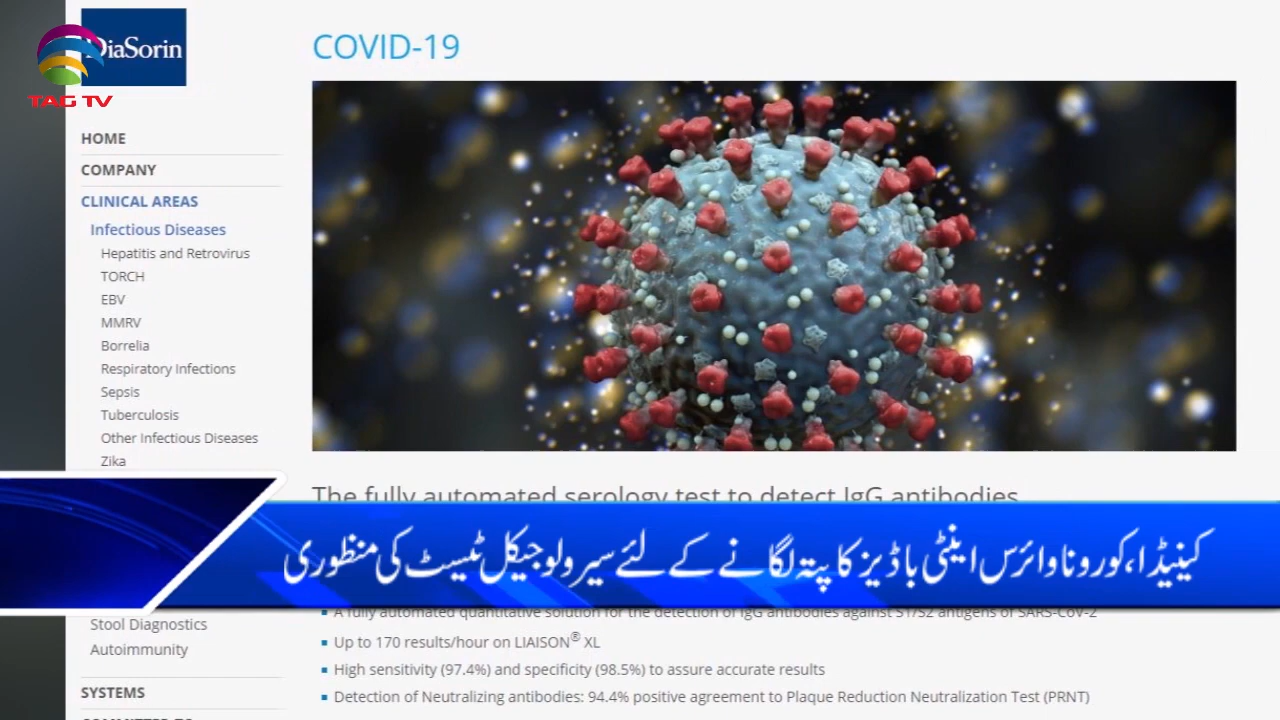 DiaSorin
TAG TV
COVID-19
HOME
COMPANY
CLINICAL AREAS
Infectious Diseases
Hepatitis and Retrovirus
TORCH
EBV
MMRV
Borrelia
Respiratory Infections
Sepsis
Tuberculosis
Other Infectious Diseases
Zika
The fully automated serology test to detect IgG antibodies
کینیڈا، کورونا وائرس اینٹی باڈیز کا پتہ لگانے کے لئے سیرولوجیکل ٹیسٹ کی منظوری
Stool Diagnostics
Autoimmunity
SYSTEMS
▪ A fully automated quantitative solution for the detection of IgG antibodies against S1/S2 antigens of SARS-CoV-2
▪ Up to 170 results/hour on LIAISON® XL
▪ High sensitivity (97.4%) and specificity (98.5%) to assure accurate results
▪ Detection of Neutralizing antibodies: 94.4% positive agreement to Plaque Reduction Neutralization Test (PRNT)